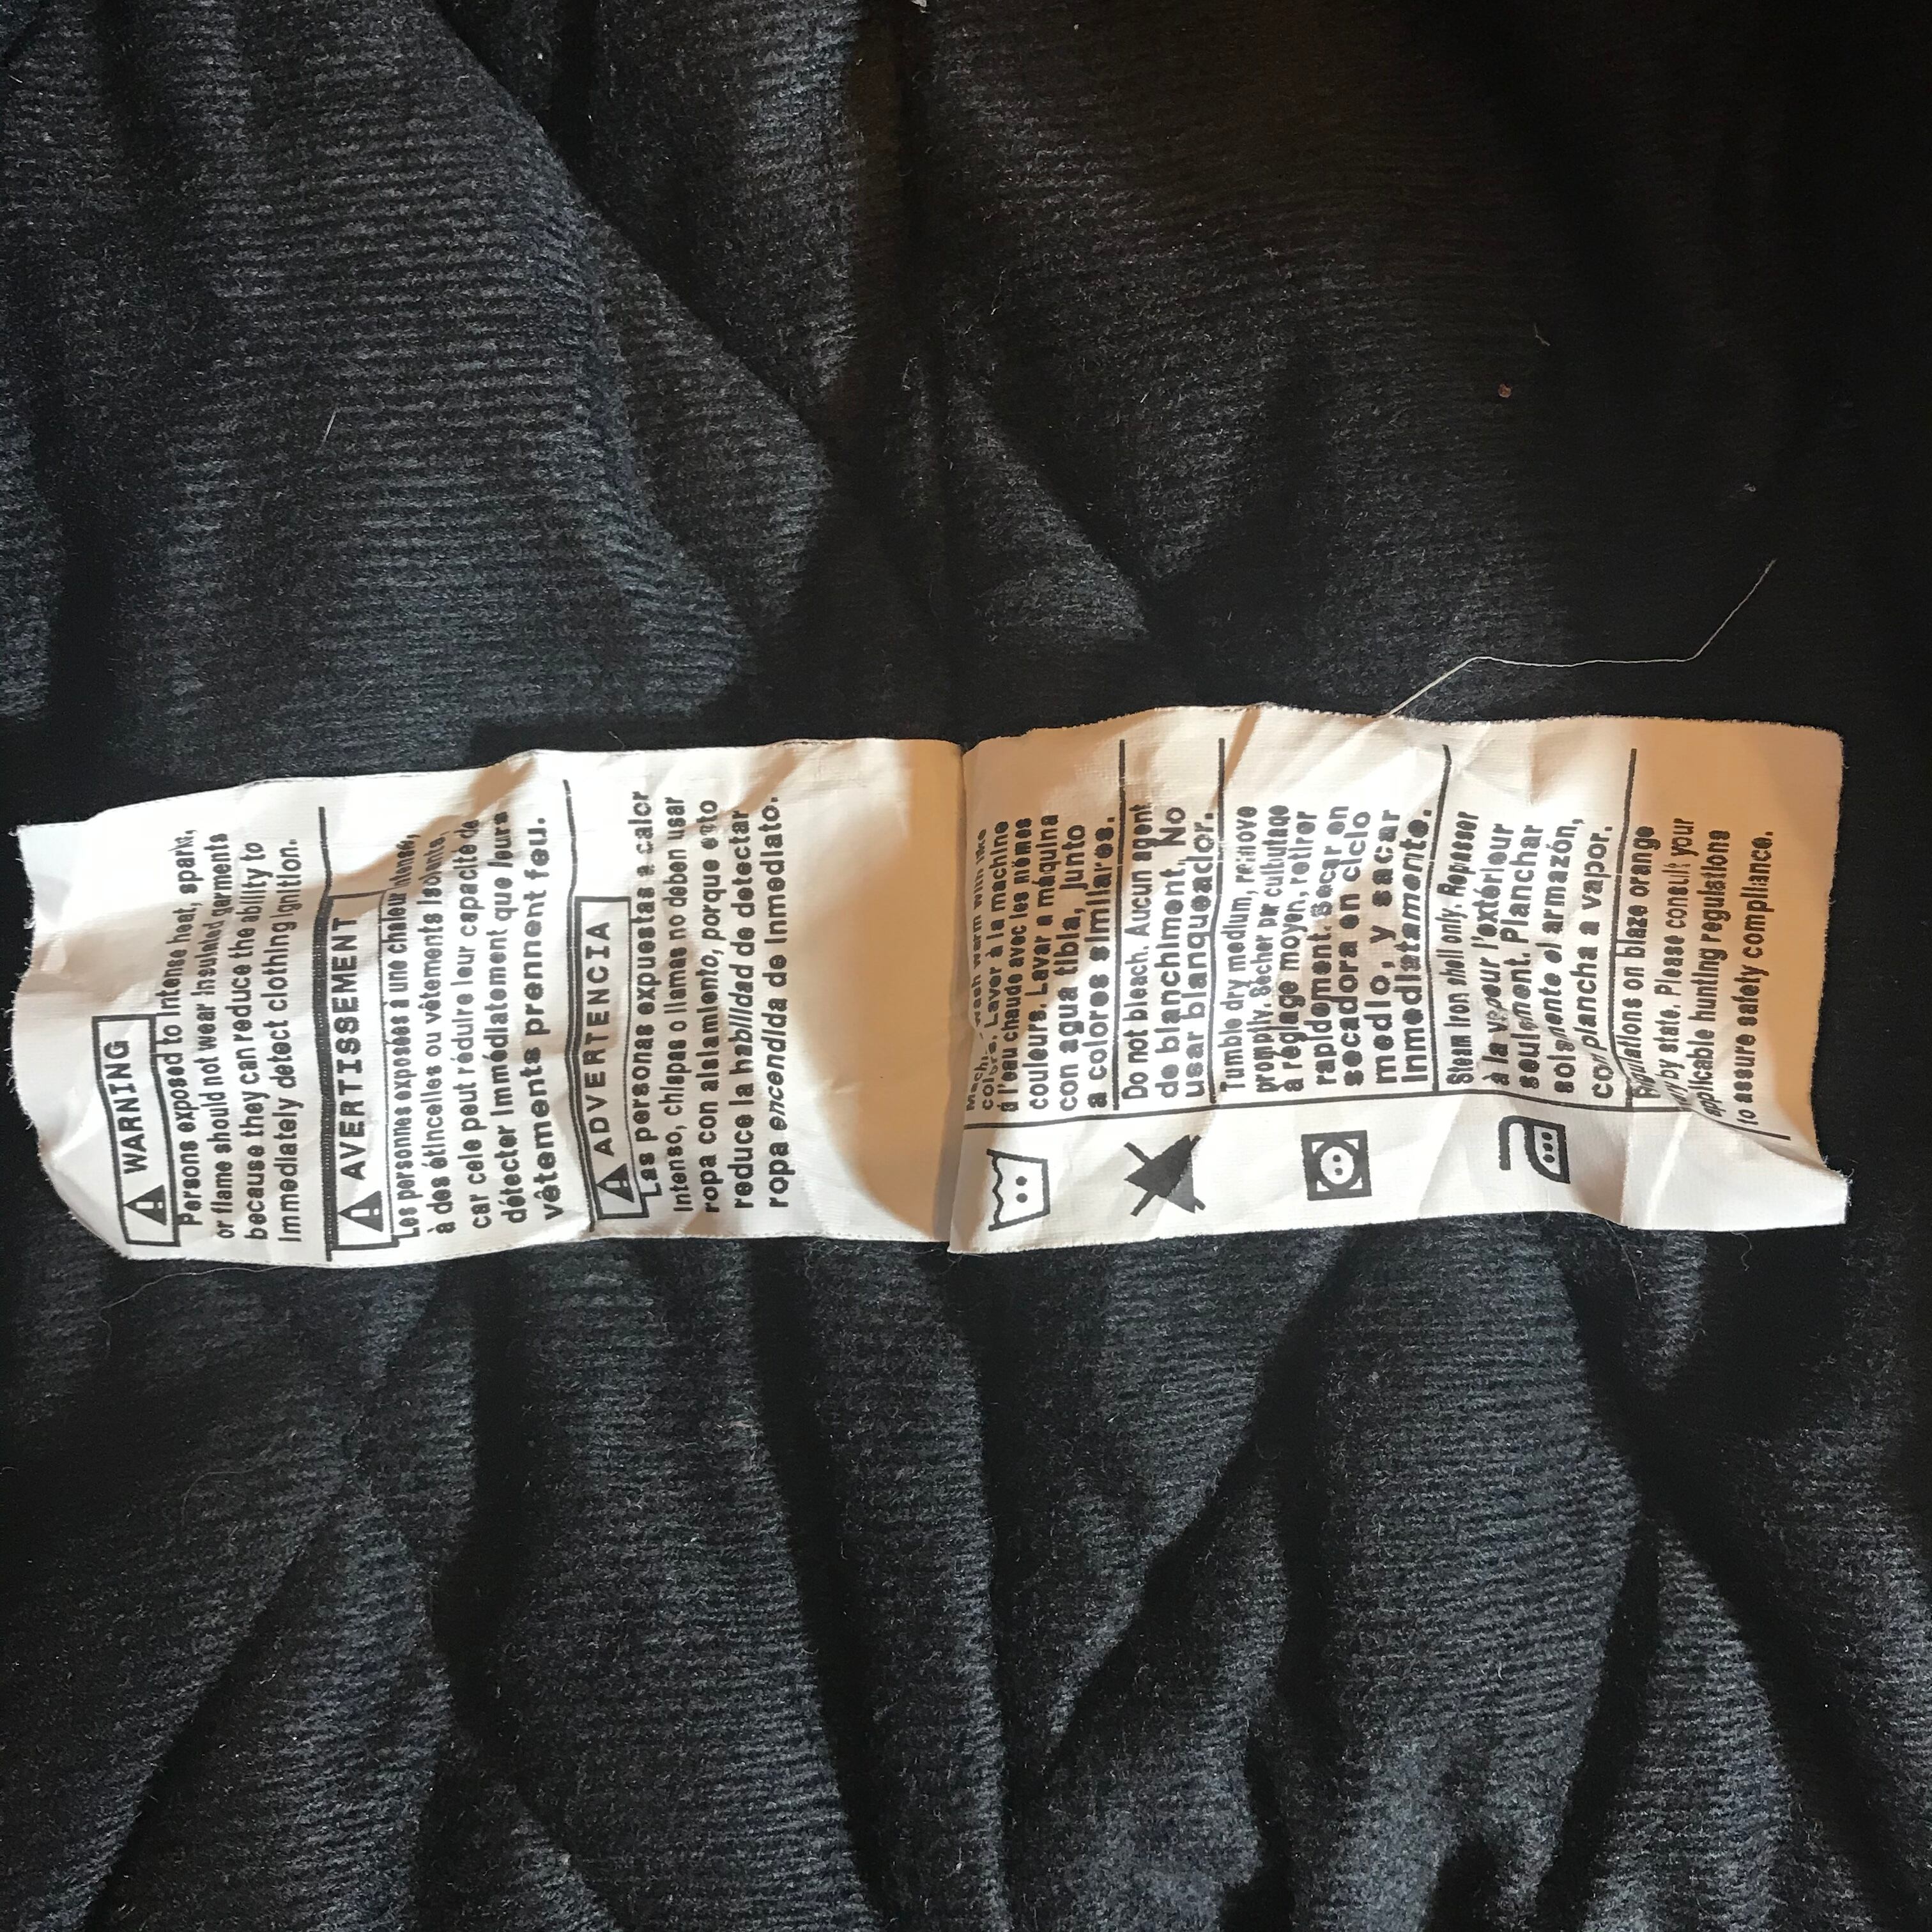 WARNING
Persons exposed to intense heat, spark,
or flame should not wear insulated garments
because they can reduce the ability to
immediately detect clothing ignition.
AVERTISSEMENT
Les personnes exposées à une chaleur intense,
à des étincelles ou vêtements isolants,
car cele peut réduire leur capacité de
détecter immédiatement que leurs
vêtements prennent feu.
ADVERTENCIA
Las personas expuestas a calor
intenso, chispas o llamas no deben usar
ropa con aislamiento, porque esto
reduce la habilidad de detectar
ropa encendida de inmediato.
wash warm with like
colors. Laver à la machine
à l'eau chaude avec les mêmes
couleurs. Lavar a máquina
con agua tibia, junto
a colores similares.
Do not bleach. Aucun agent
de blanchiment. No
usar blanqueador.
Tumble dry medium, remove
promptly. Sécher par culbutage
à réglage moyen, retirer
rapidement. Secar en
secadora en ciclo
medio, y sacar
inmediatamente.
Steam iron shell only. Repasser
à la vapeur l'extérieur
seulement. Planchar
solamente el armazón,
con plancha a vapor.
Regulations on blaze orange
vary by state. Please consult your
applicable hunting regulations
to assure safety compliance.